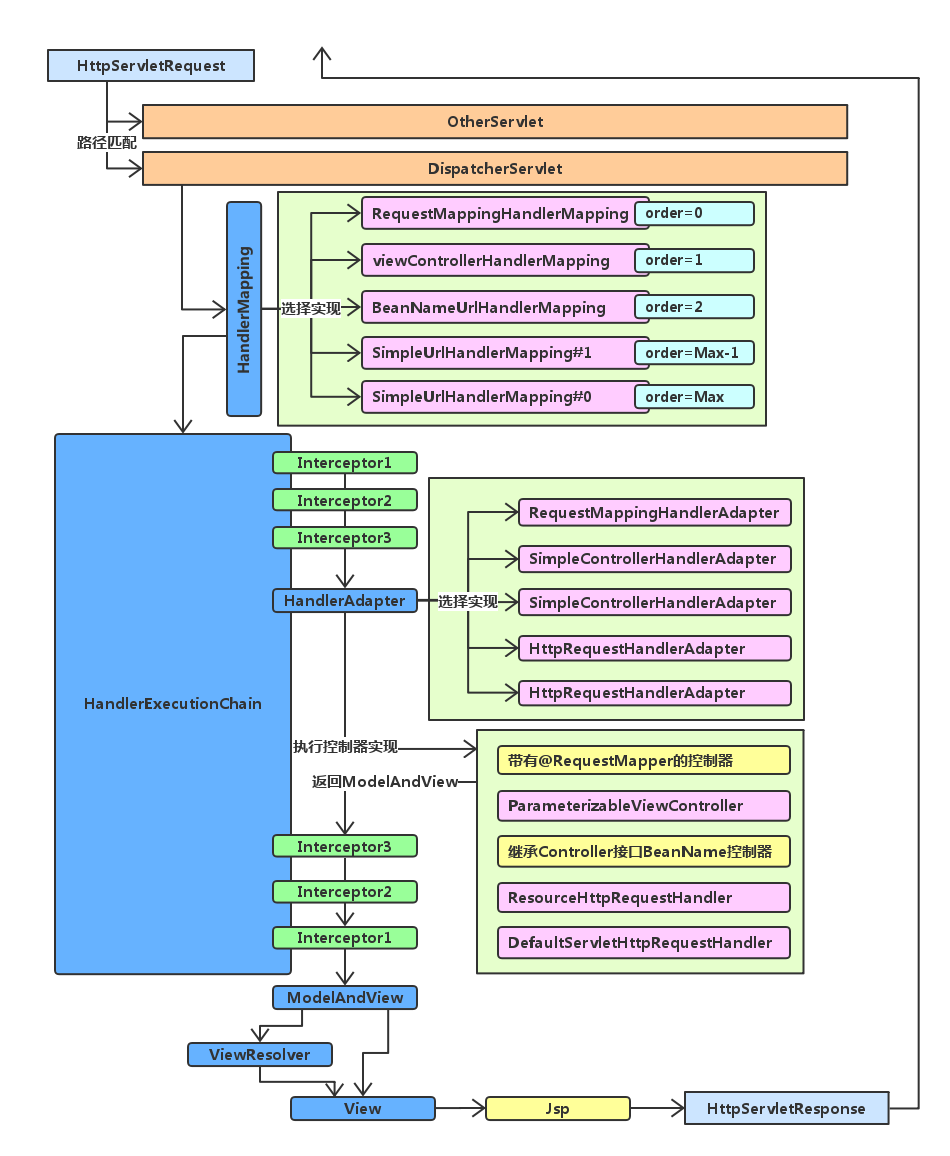 HttpServletRequest
OtherServlet
路径匹配
DispatcherServlet
HandlerMapping
选择实现
RequestMappingHandlerMapping
order=0
viewControllerHandlerMapping
order=1
BeanNameUrlHandlerMapping
order=2
SimpleUrlHandlerMapping#1
order=Max-1
SimpleUrlHandlerMapping#0
order=Max
HandlerExecutionChain
Interceptor1
Interceptor2
Interceptor3
HandlerAdapter
选择实现
RequestMappingHandlerAdapter
SimpleControllerHandlerAdapter
SimpleControllerHandlerAdapter
HttpRequestHandlerAdapter
HttpRequestHandlerAdapter
执行控制器实现
返回ModelAndView
带有@RequestMapper的控制器
ParameterizableViewController
继承Controller接口BeanName控制器
ResourceHttpRequestHandler
DefaultServletHttpRequestHandler
Interceptor3
Interceptor2
Interceptor1
ModelAndView
ViewResolver
View
Jsp
HttpServletResponse